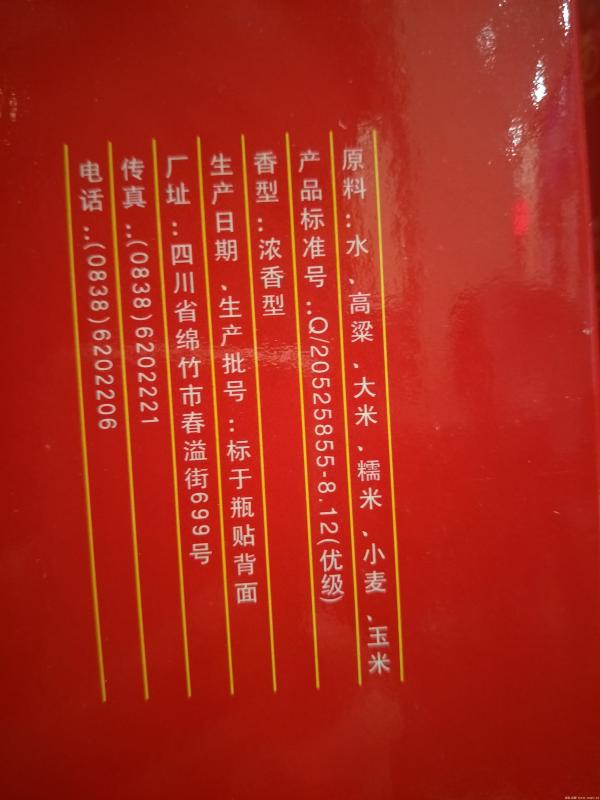 原料：水、高粱、大米、糯米、小麦、玉米
产品标准号：Q/20525855-8.12(优级)
香型：浓香型
生产日期、生产批号：标于瓶贴背面
厂址：四川省绵竹市春溢街699号
传真：(0838)6202221
电话：(0838)6202206